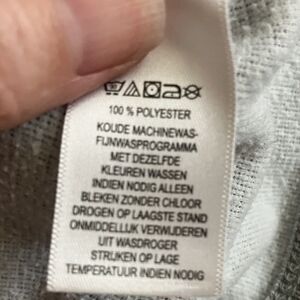 100 % POLYESTER
KOUDE MACHINEWAS-
FIJNWASPROGRAMMA
MET DEZELFDE
KLEUREN WASSEN
INDIEN NODIG ALLEEN
BLEKEN ZONDER CHLOOR
DROGEN OP LAAGSTE STAND
ONMIDDELLIJK VERWIJDEREN
UIT WASDROGER
STRIJKEN OP LAGE
TEMPERATUUR INDIEN NODIG